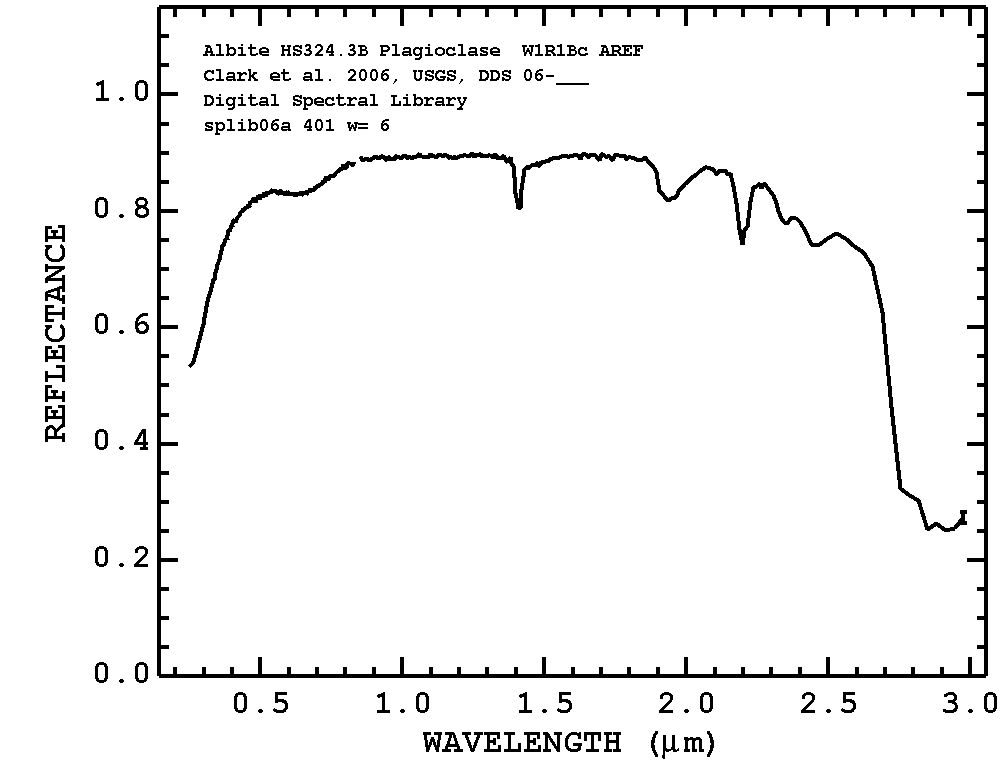 Albite HS324.3B Plagioclase  W1R1Bc AREF
Clark et al. 2006, USGS, DDS 06-___
Digital Spectral Library
splib06a 401 w= 6
REFLECTANCE
1.0
0.8
0.6
0.4
0.2
0.0
0.5 1.0 1.5 2.0 2.5 3.0
WAVELENGTH (μm)